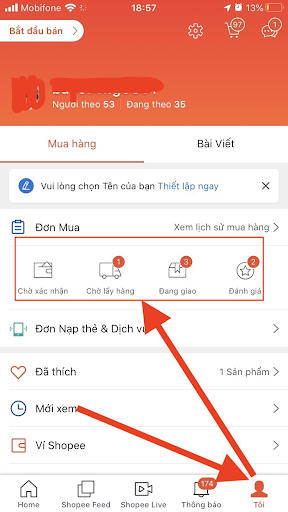 Mobifone 18:57 13%
Bắt đầu bán 97 1
Người theo 53 Đang theo 35
Mua hàng Bài Viết
Vui lòng chọn Tên của bạn Thiết lập ngay
Đơn Mua Xem lịch sử mua hàng
1 3 2
Chờ xác nhận Chờ lấy hàng Đang giao Đánh giá
Đơn Nạp thẻ & Dịch vụ
Đã thích 1 Sản phẩm
Mới xem
Ví Shopee
174
Home Shopee Feed Shopee Live Thông báo Tôi